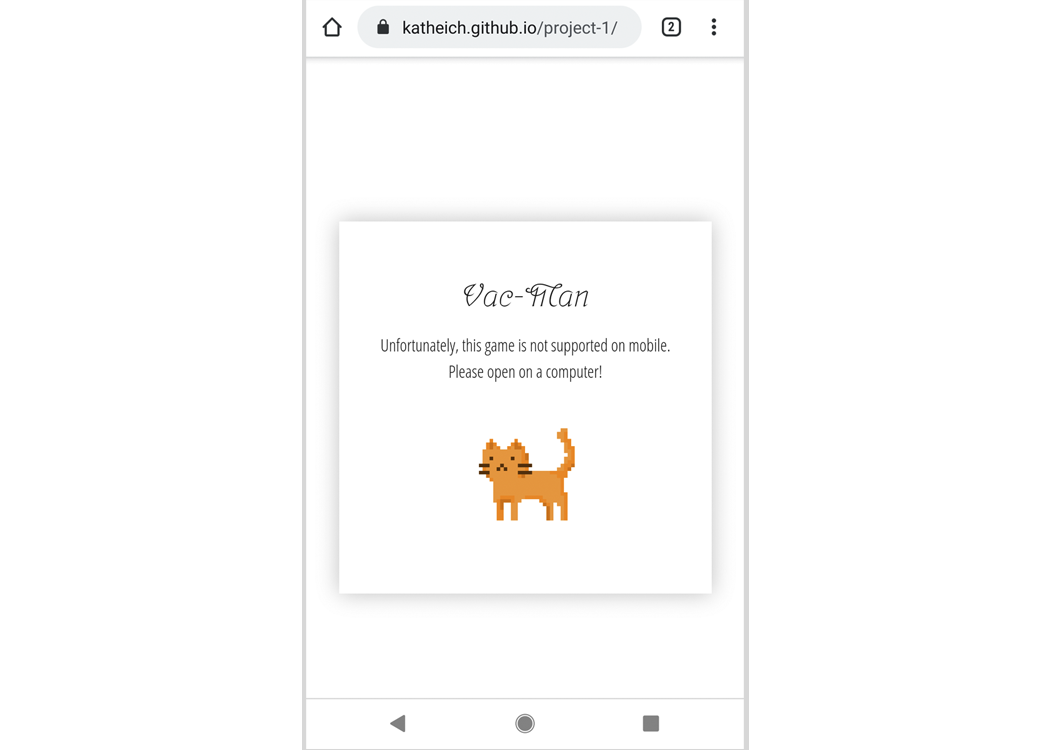 katheich.github.io/project-1/
2
Vac-Man
Unfortunately, this game is not supported on mobile.
Please open on a computer!